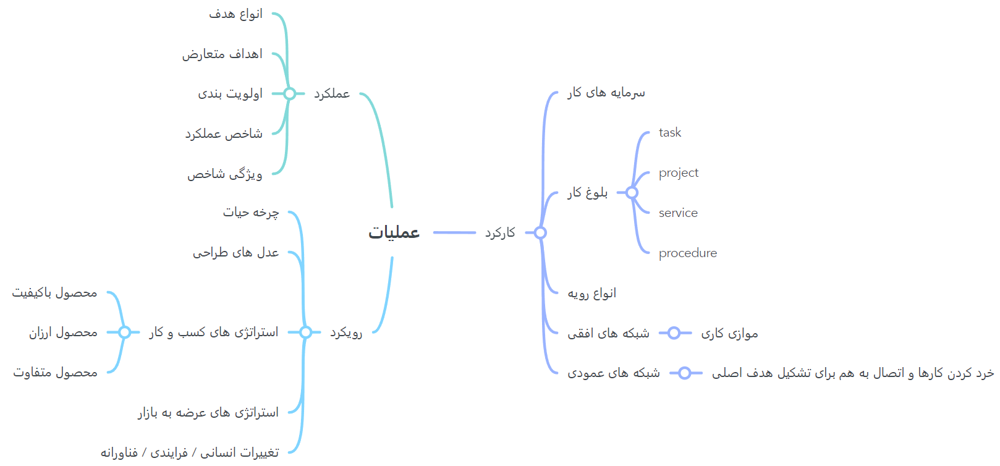 عملیات
کارکرد
سرمایه های کار
بلوغ کار
task
project
service
procedure
انواع رویه
شبکه های افقی
موازی کاری
شبکه های عمودی
خرد کردن کارها و اتصال به هم برای تشکیل هدف اصلی
عملکرد
انواع هدف
اهداف متعارض
اولویت بندی
شاخص عملکرد
ویژگی شاخص
رویکرد
چرخه حیات
عدل های طراحی
استراتژی های کسب و کار
محصول باکیفیت
محصول ارزان
محصول متفاوت
استراتژی های عرضه به بازار
تغییرات انسانی / فرایندی / فناورانه